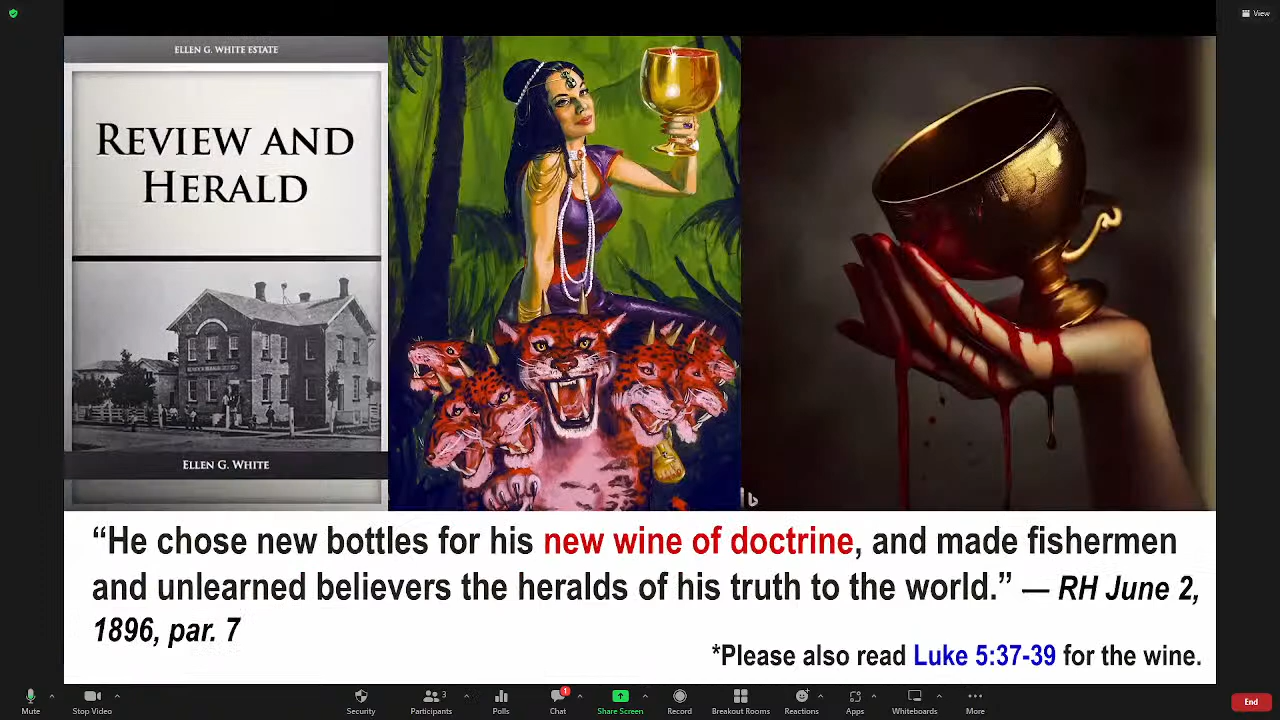 View
ELLEN G. WHITE ESTATE
REVIEW AND
HERALD
ELLEN G. WHITE
“He chose new bottles for his new wine of doctrine, and made fishermen
and unlearned believers the heralds of his truth to the world.” — RH June 2,
1896, par. 7
*Please also read Luke 5:37-39 for the wine.
Mute
Stop Video
Security
Participants
3
Polls
Chat
1
Share Screen
Record
Breakout Rooms
Reactions
Apps
Whiteboards
More
End